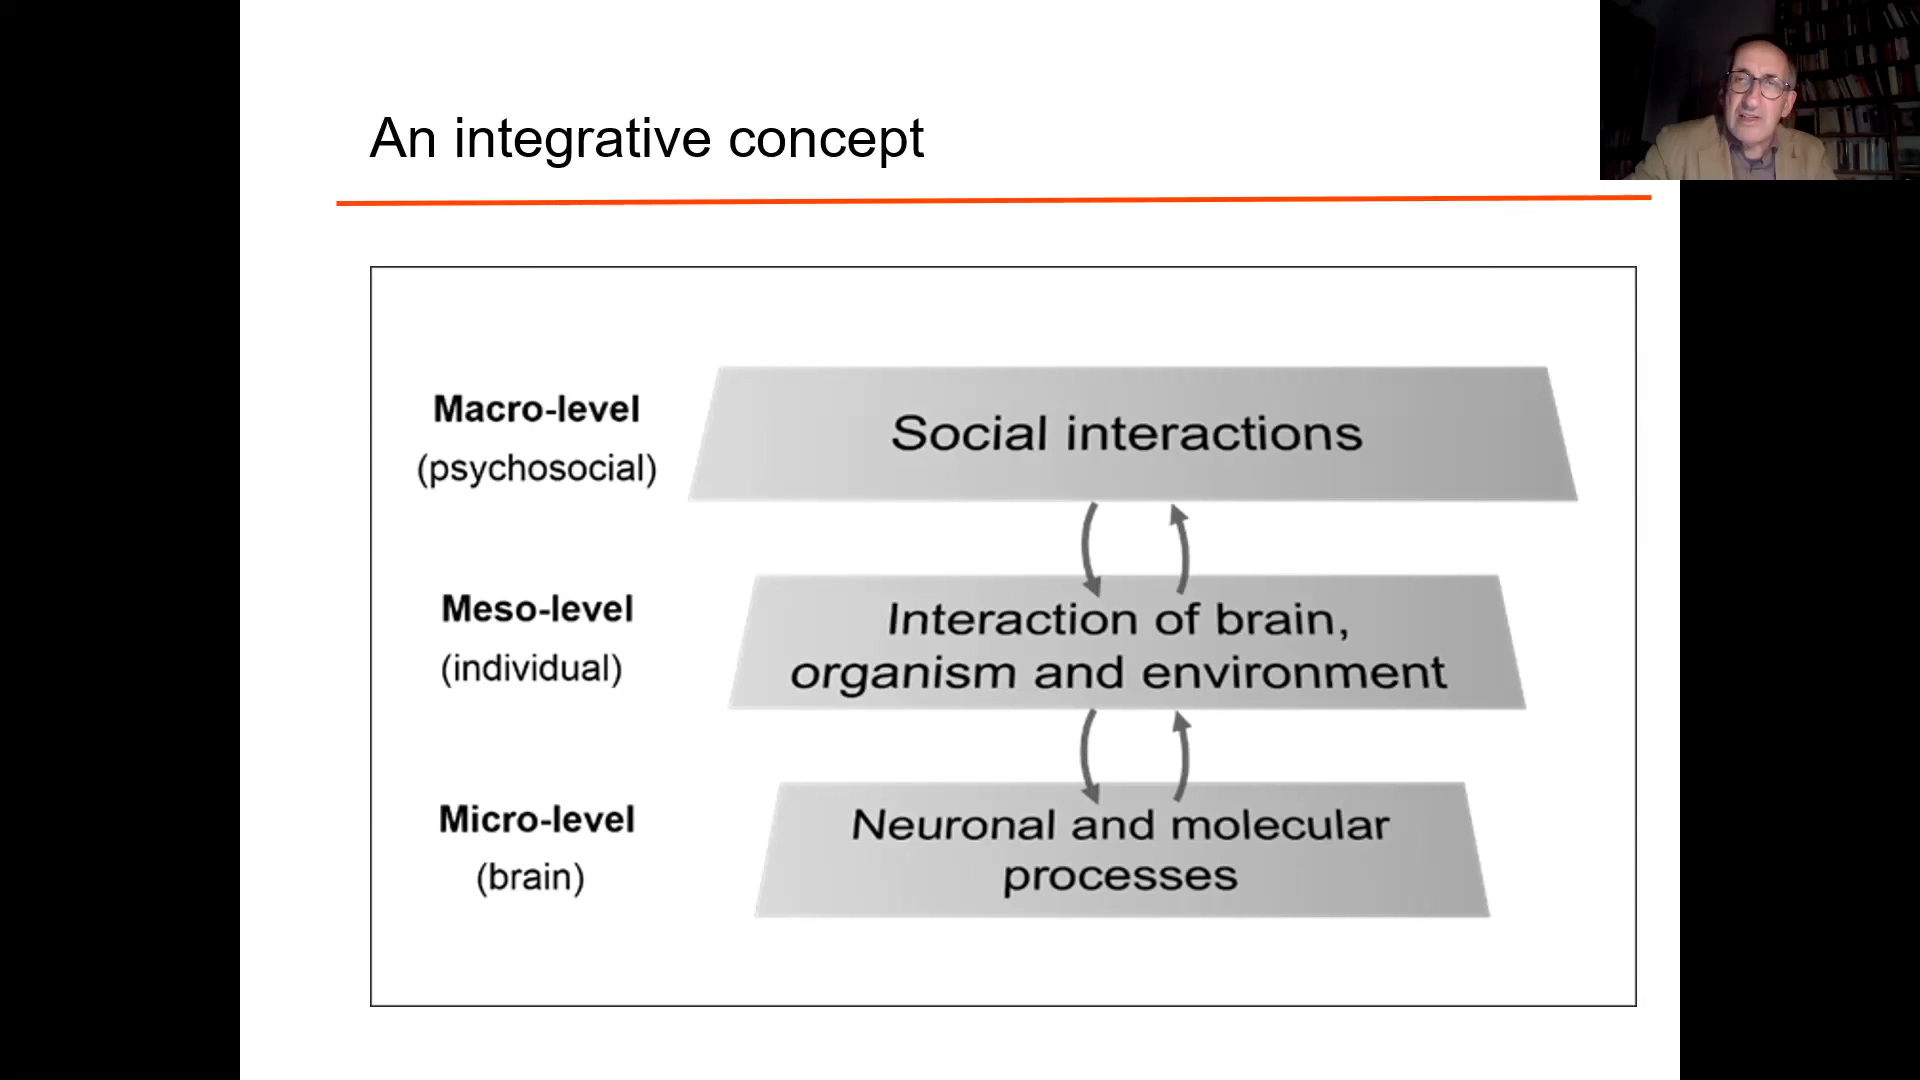 An integrative concept
Macro-level
(psychosocial)
Social interactions
Meso-level
(individual)
Interaction of brain,
organism and environment
Micro-level
(brain)
Neuronal and molecular
processes